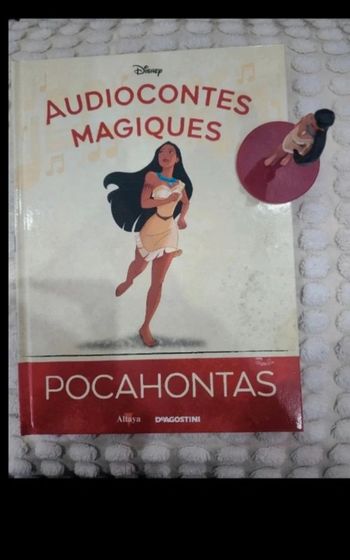 Disney
AUDIOCONTES
MAGIQUES
POCAHONTAS
Altaya DEAGOSTINI